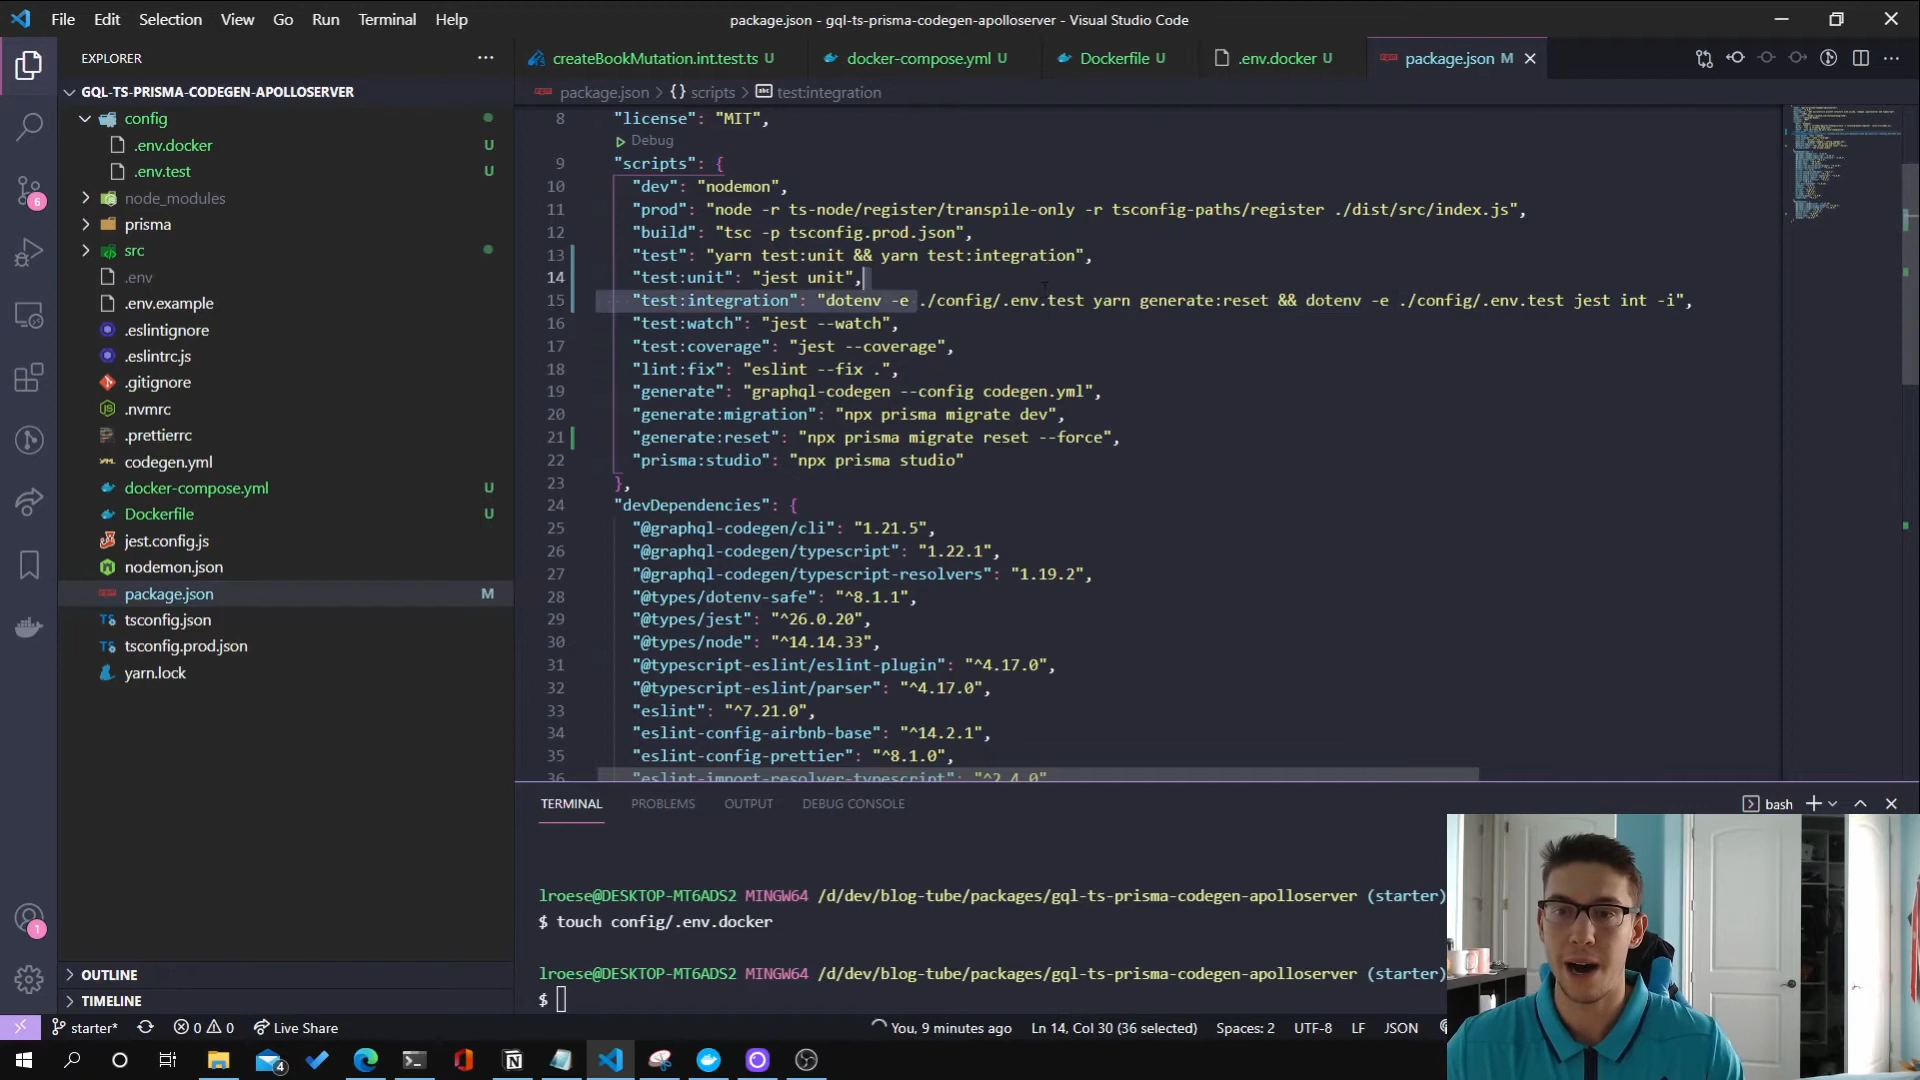 File Edit Selection View Go Run Terminal Help
package.json - gql-ts-prisma-codegen-apolloserver - Visual Studio Code
EXPLORER
createBookMutation.int.test.ts U
docker-compose.yml U
Dockerfile U
.env.docker U
package.json M
GQL-TS-PRISMA-CODEGEN-APOLLOSERVER
config
.env.docker U
.env.test U
node_modules
prisma
src
.env
.env.example
.eslintignore
.eslintrc.js
.gitignore
.nvmrc
.prettierrc
codegen.yml
docker-compose.yml U
Dockerfile U
jest.config.js
nodemon.json
package.json M
tsconfig.json
tsconfig.prod.json
yarn.lock
OUTLINE
TIMELINE
6
1
package.json > {} scripts > abc test:integration
8 "license": "MIT",
Debug
9 "scripts": {
10 "dev": "nodemon",
11 "prod": "node -r ts-node/register/transpile-only -r tsconfig-paths/register ./dist/src/index.js",
12 "build": "tsc -p tsconfig.prod.json",
13 "test": "yarn test:unit && yarn test:integration",
14 "test:unit": "jest unit",
15 "test:integration": "dotenv -e ./config/.env.test yarn generate:reset && dotenv -e ./config/.env.test jest int -i",
16 "test:watch": "jest --watch",
17 "test:coverage": "jest --coverage",
18 "lint:fix": "eslint --fix .",
19 "generate": "graphql-codegen --config codegen.yml",
20 "generate:migration": "npx prisma migrate dev",
21 "generate:reset": "npx prisma migrate reset --force",
22 "prisma:studio": "npx prisma studio"
23 },
24 "devDependencies": {
25 "@graphql-codegen/cli": "1.21.5",
26 "@graphql-codegen/typescript": "1.22.1",
27 "@graphql-codegen/typescript-resolvers": "1.19.2",
28 "@types/dotenv-safe": "^8.1.1",
29 "@types/jest": "^26.0.20",
30 "@types/node": "^14.14.33",
31 "@typescript-eslint/eslint-plugin": "^4.17.0",
32 "@typescript-eslint/parser": "^4.17.0",
33 "eslint": "^7.21.0",
34 "eslint-config-airbnb-base": "^14.2.1",
35 "eslint-config-prettier": "^8.1.0",
36 "eslint-import-resolver-typescript": "^2.4.0"
TERMINAL PROBLEMS OUTPUT DEBUG CONSOLE
bash
lroese@DESKTOP-MT6ADS2 MINGW64 /d/dev/blog-tube/packages/gql-ts-prisma-codegen-apolloserver (starter)
$ touch config/.env.docker
lroese@DESKTOP-MT6ADS2 MINGW64 /d/dev/blog-tube/packages/gql-ts-prisma-codegen-apolloserver (starter)
$
starter* 0 0 Live Share You, 9 minutes ago Ln 14, Col 30 (36 selected) Spaces: 2 UTF-8 LF JSON
4